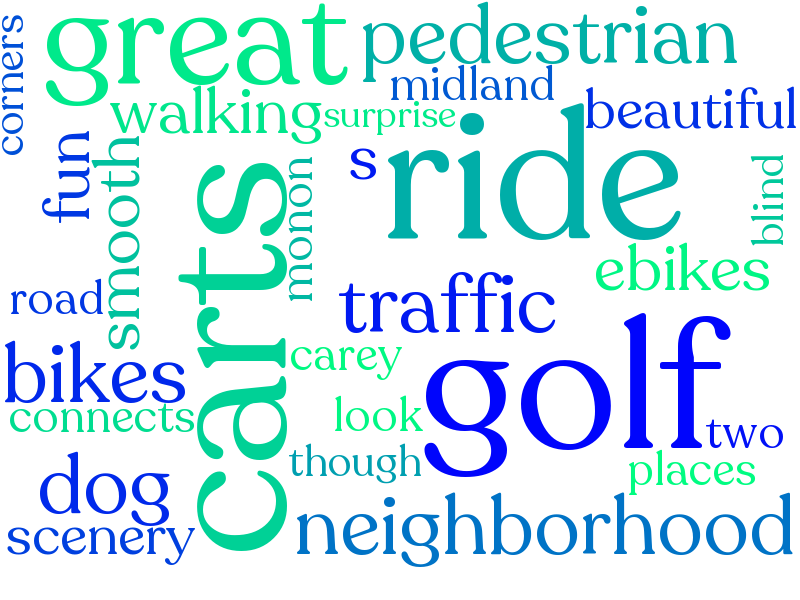 corners
great
pedestrian
midland
walking
surprise
beautiful
fun
smooth
s
ride
blind
monon
carts
ebikes
road
traffic
golf
bikes
carey
connects
look
two
dog
though
places
scenery
neighborhood